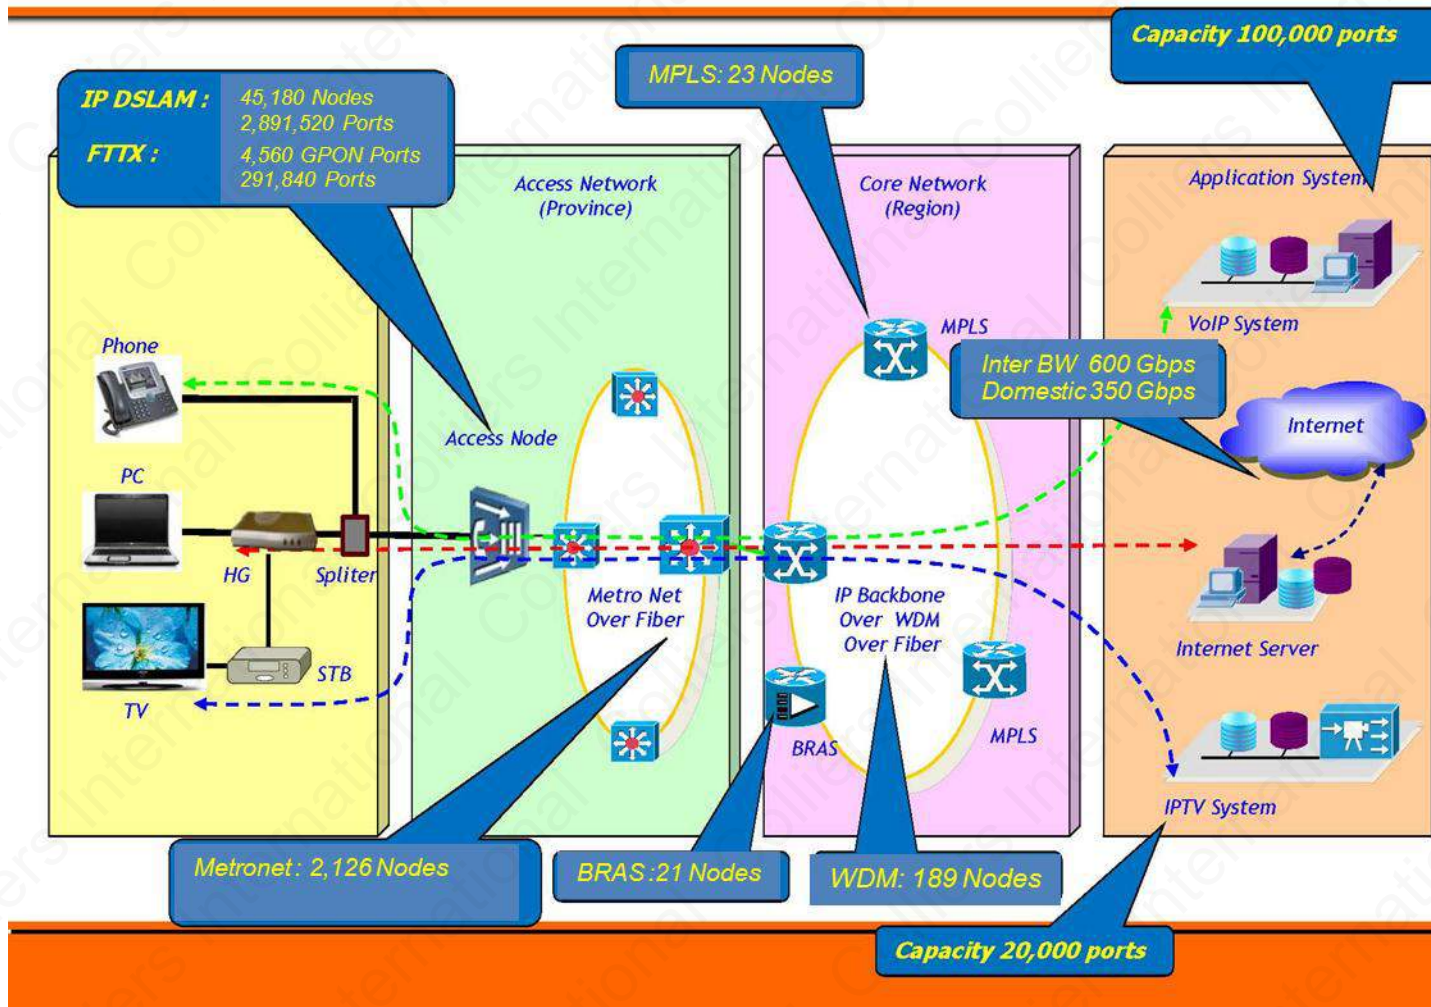 Capacity 100,000 ports
MPLS: 23 Nodes
IP DSLAM : 45,180 Nodes
2,891,520 Ports
FTTX : 4,560 GPON Ports
291,840 Ports
Access Network
(Province)
Core Network
(Region)
Application System
VoIP System
MPLS
Inter BW 600 Gbps
Domestic 350 Gbps
Phone
Internet
Access Node
PC
HG
Spliter
Metro Net
Over Fiber
IP Backbone
Over WDM
Over Fiber
Internet Server
STB
TV
BRAS
MPLS
IPTV System
Metronet : 2,126 Nodes
BRAS :21 Nodes
WDM: 189 Nodes
Capacity 20,000 ports
Colliers International